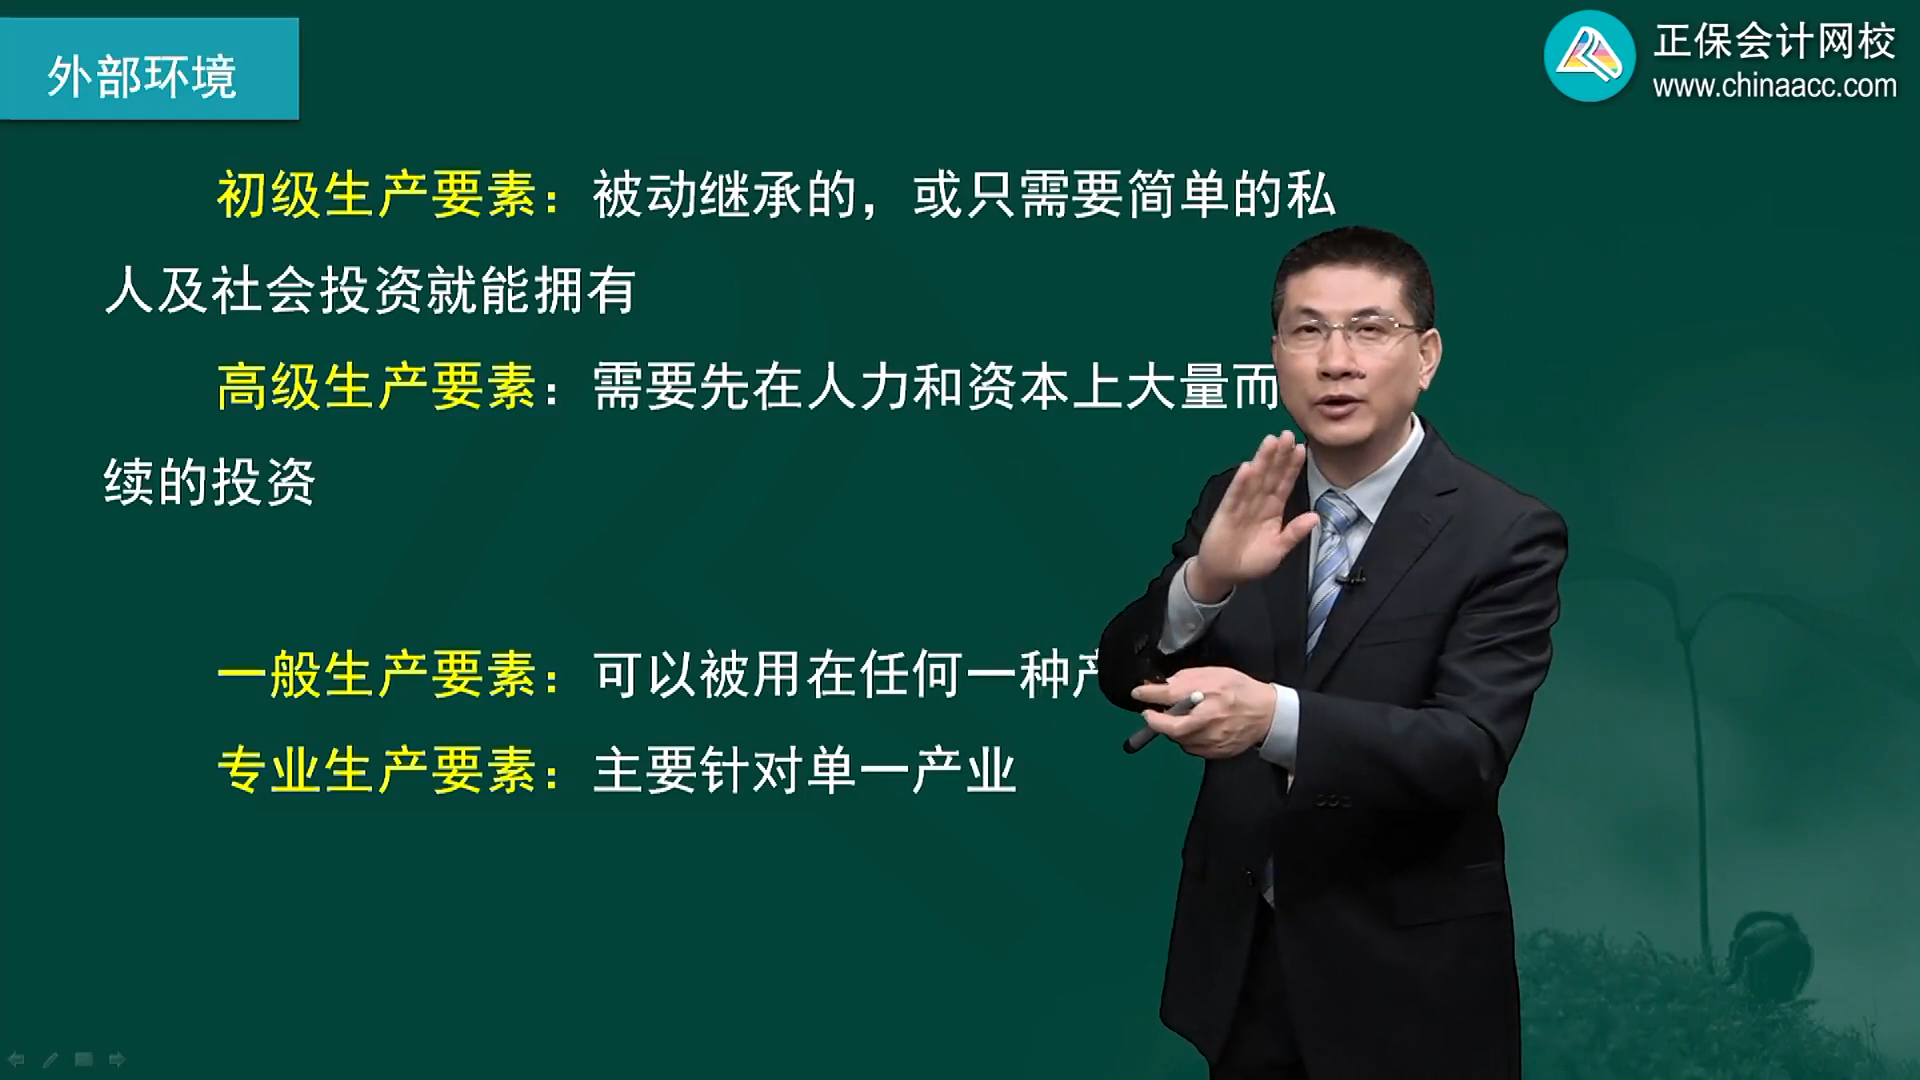 外部环境
正保会计网校
www.chinaacc.com
初级生产要素：被动继承的，或只需要简单的私
人及社会投资就能拥有
高级生产要素：需要先在人力和资本上大量而
续的投资
一般生产要素：可以被用在任何一种产
专业生产要素：主要针对单一产业